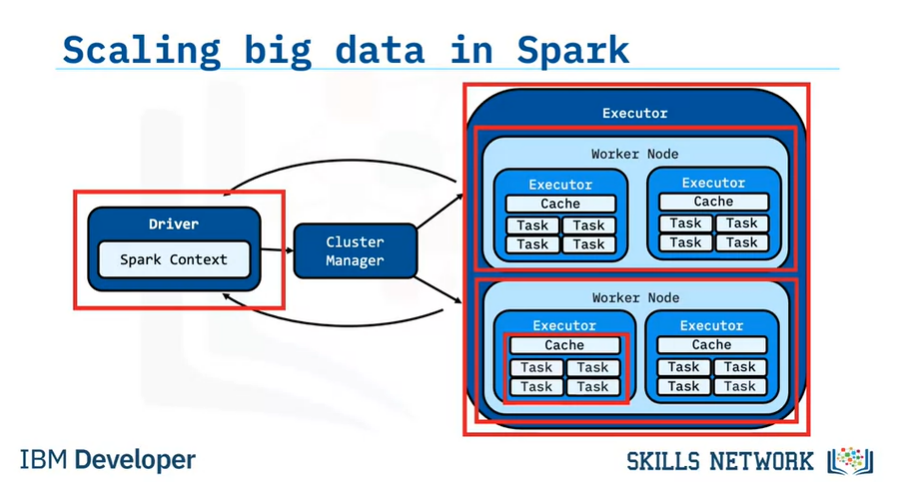 Scaling big data in Spark
Driver
Spark Context
Cluster
Manager
Executor
Worker Node
Executor
Cache
Task Task
Task Task
Executor
Cache
Task Task
Task Task
Worker Node
Executor
Cache
Task Task
Task Task
Executor
Cache
Task Task
Task Task
IBM Developer
SKILLS NETWORK